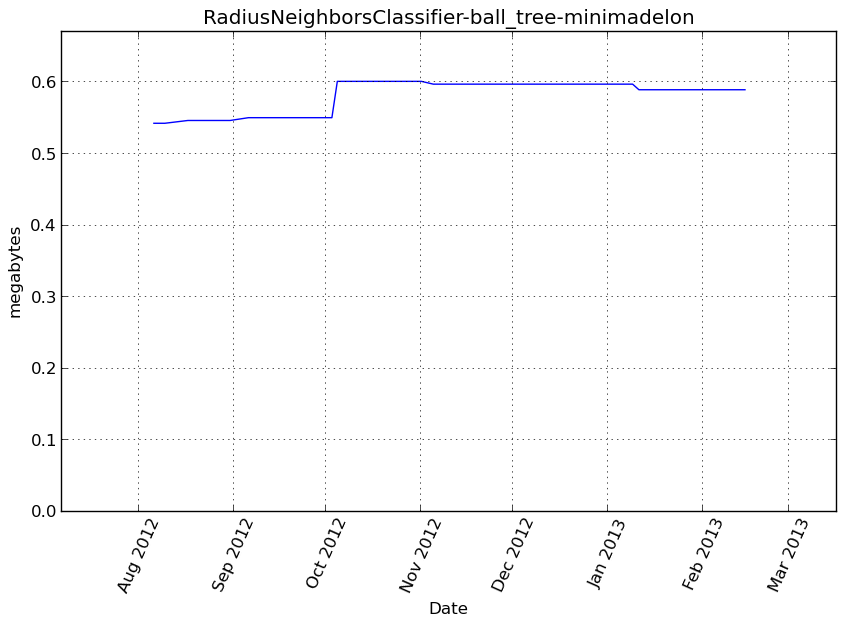 RadiusNeighborsClassifier-ball_tree-minimadelon
0.6
0.5
0.4
0.3
0.2
0.1
0.0
megabytes
Aug 2012
Sep 2012
Oct 2012
Nov 2012
Dec 2012
Jan 2013
Feb 2013
Mar 2013
Date